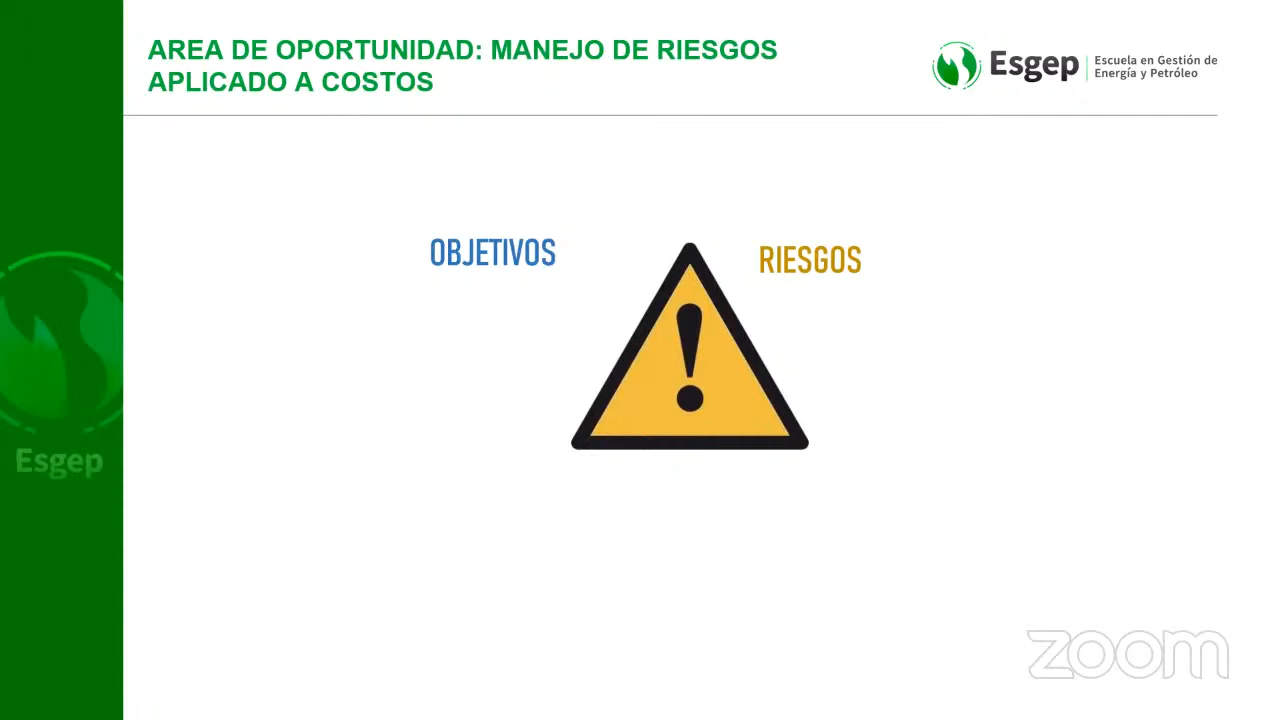 AREA DE OPORTUNIDAD: MANEJO DE RIESGOS
APLICADO A COSTOS
Esgep
Escuela en Gestión de
Energía y Petróleo
OBJETIVOS
RIESGOS
!
Esgep
zoom